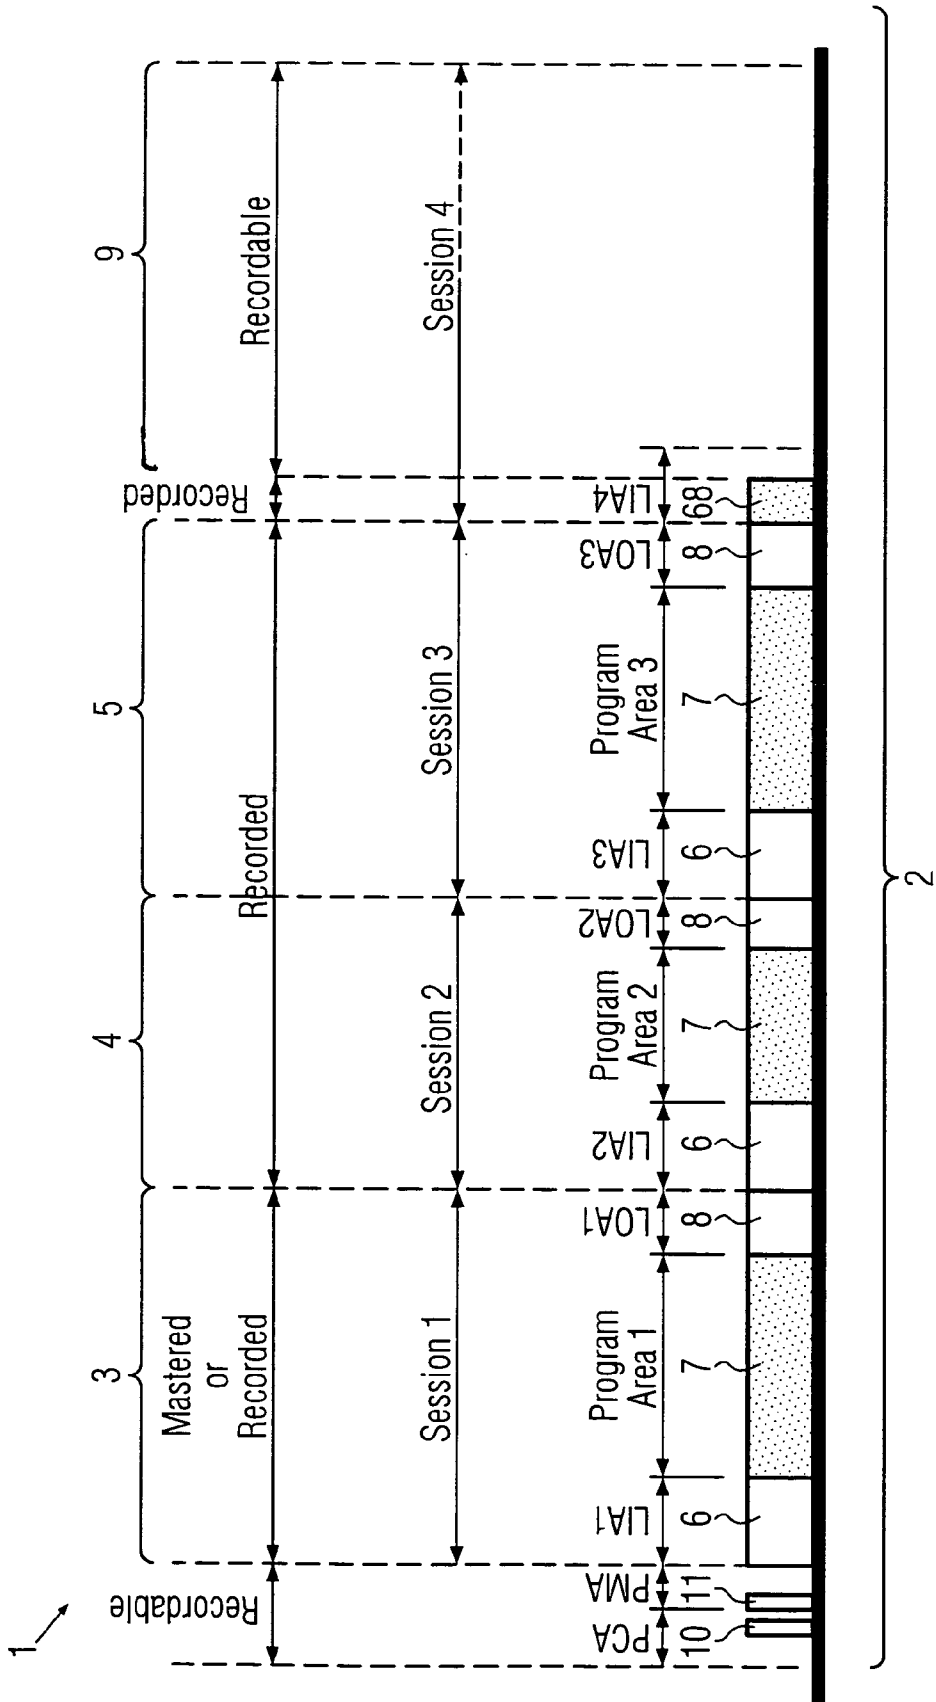 1
3
4
5
9
Recordable
Mastered
or
Recorded
Recorded
Recorded
Recordable
Session 1
Session 2
Session 3
Session 4
PCA
PMA
LIA1
Program
Area 1
LOA1
LIA2
Program
Area 2
LOA2
LIA3
Program
Area 3
LOA3
LIA4
10
11
6
7
8
6
7
8
6
7
8
68
2